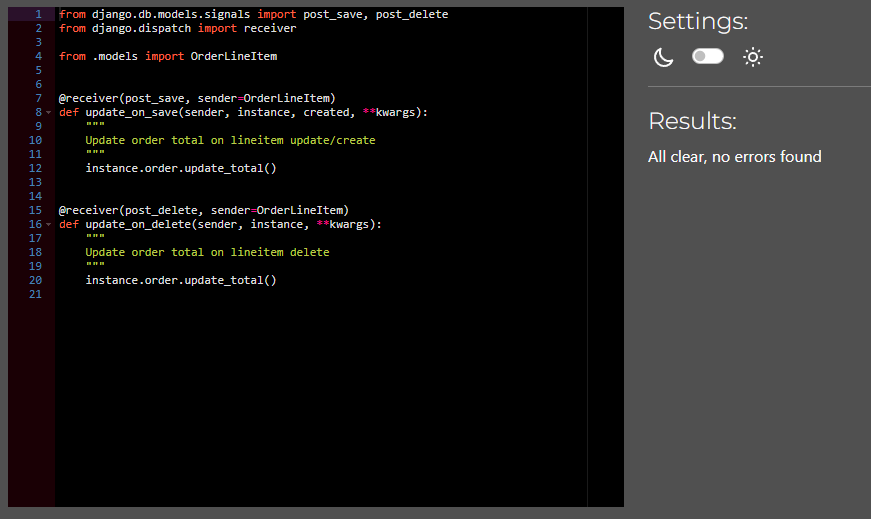 1 from django.db.models.signals import post_save, post_delete
2 from django.dispatch import receiver
3
4 from .models import OrderLineItem
5
6
7 @receiver(post_save, sender=OrderLineItem)
8 def update_on_save(sender, instance, created, **kwargs):
9     """
10     Update order total on lineitem update/create
11     """
12     instance.order.update_total()
13
14
15 @receiver(post_delete, sender=OrderLineItem)
16 def update_on_delete(sender, instance, **kwargs):
17     """
18     Update order total on lineitem delete
19     """
20     instance.order.update_total()
21
Settings:
Results:
All clear, no errors found